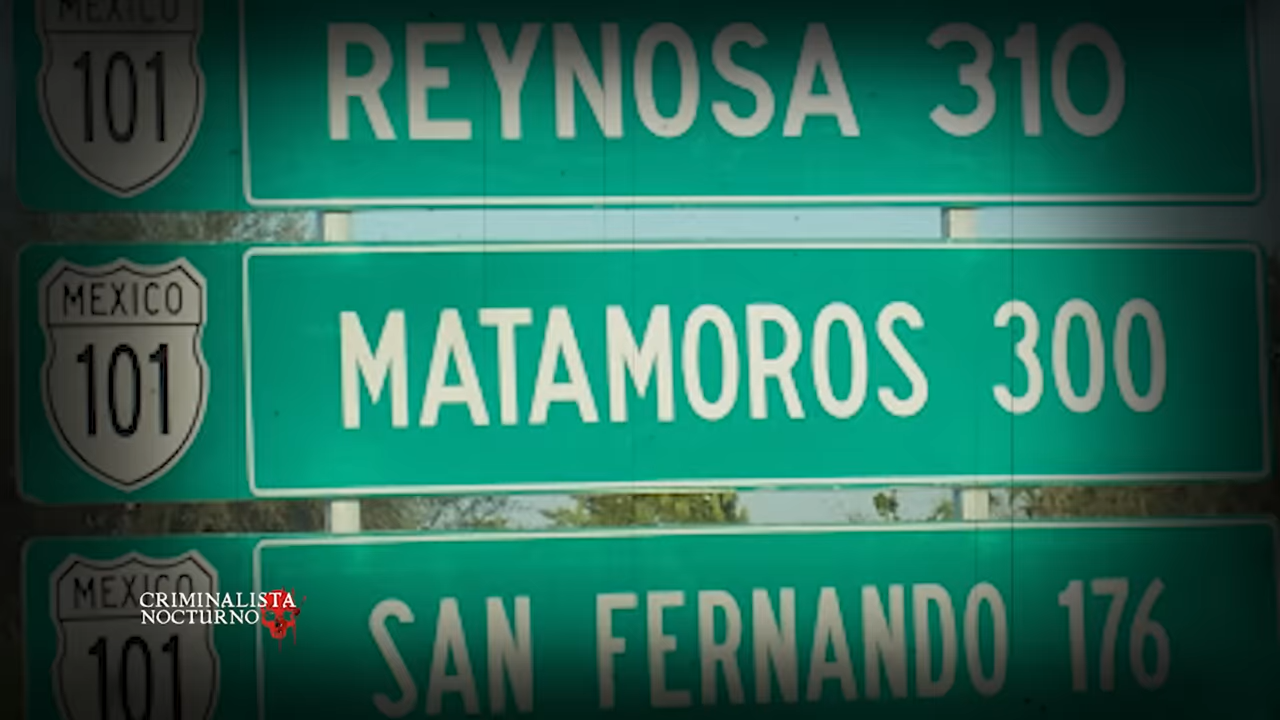 MEXICO
101
REYNOSA 310
MEXICO
101
MATAMOROS 300
MEXICO
101
SAN FERNANDO 176
CRIMINALISTA
NOCTURNO